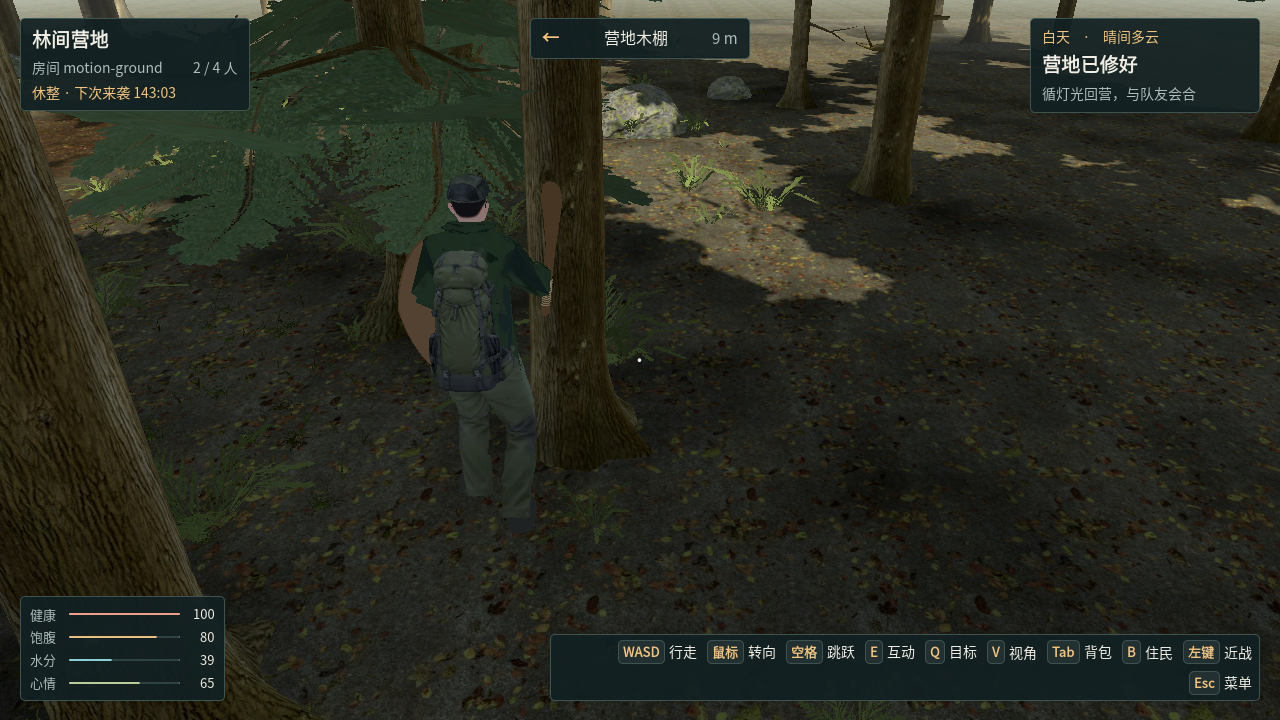 林间营地
房间 motion-ground 2 / 4 人
休整 · 下次来袭 143:03
← 营地木棚 9 m
白天 · 晴间多云
营地已修好
循灯光回营，与队友会合
健康 100
饱腹 80
水分 39
心情 65
WASD 行走 鼠标 转向 空格 跳跃 E 互动 Q 目标 V 视角 Tab 背包 B 住民 左键 近战
Esc 菜单